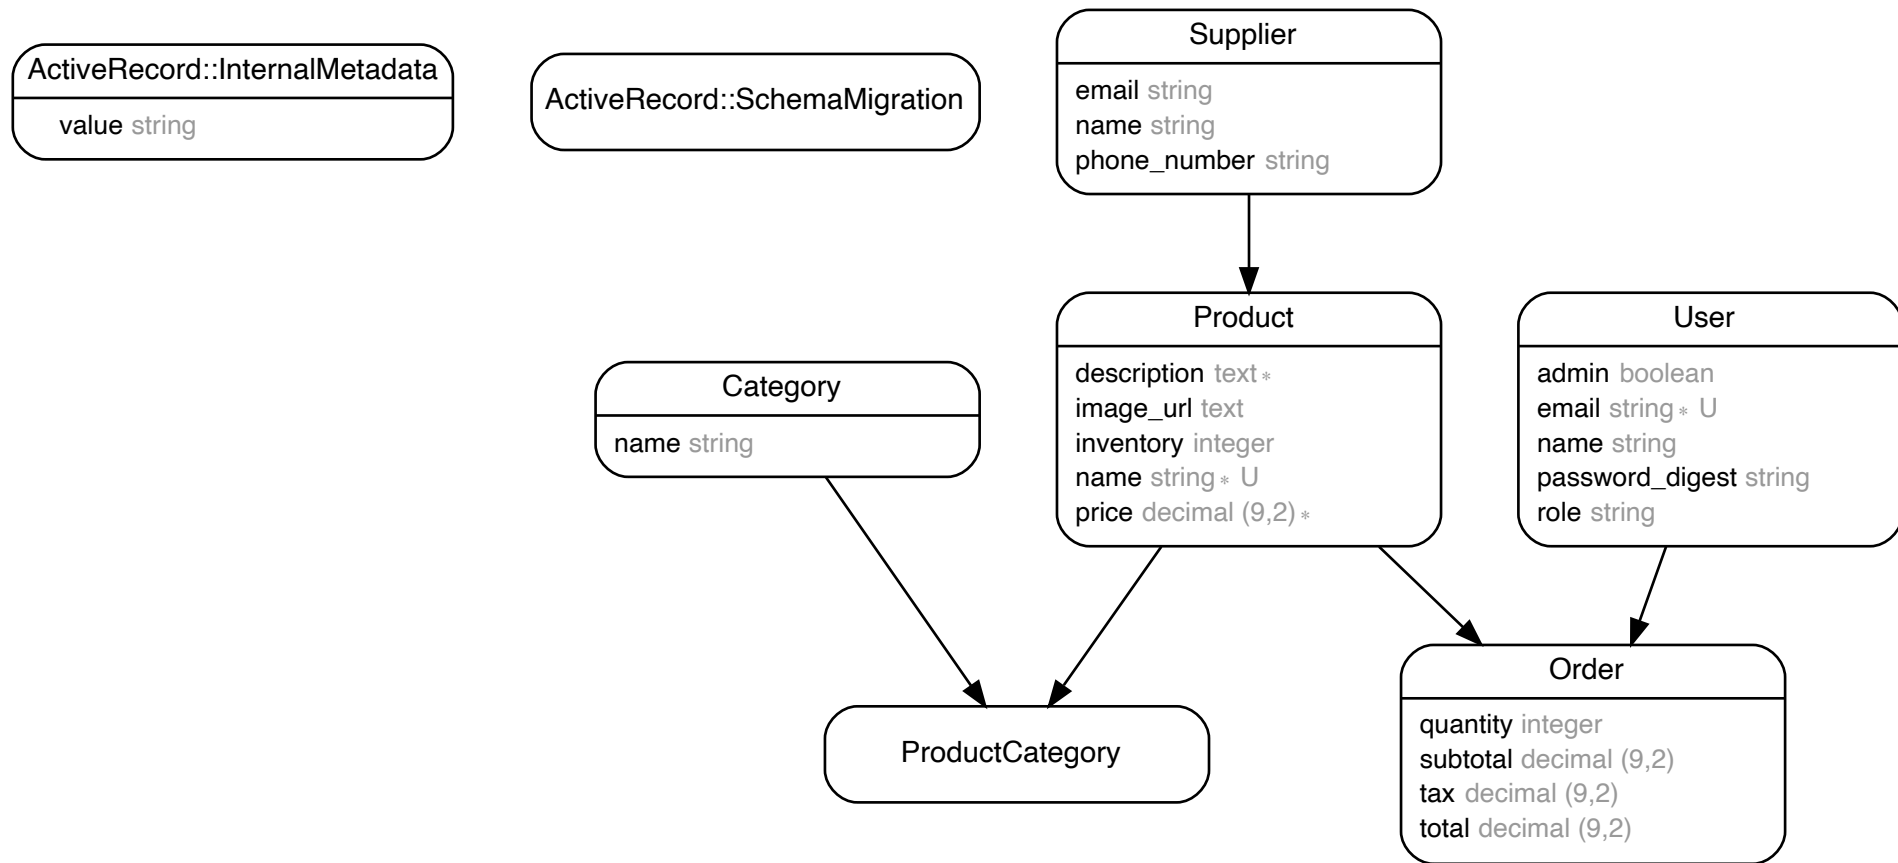 ActiveRecord::InternalMetadata
value string
ActiveRecord::SchemaMigration
Supplier
email string
name string
phone_number string
Product
description text *
image_url text
inventory integer
name string * U
price decimal (9,2) *
User
admin boolean
email string * U
name string
password_digest string
role string
Category
name string
ProductCategory
Order
quantity integer
subtotal decimal (9,2)
tax decimal (9,2)
total decimal (9,2)